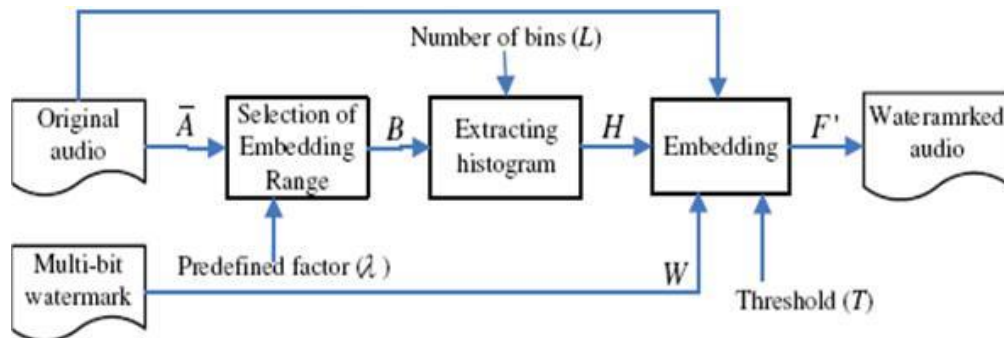 Number of bins (L)
Original
audio
A̅
Selection of
Embedding
Range
B
Extracting
histogram
H
Embedding
F'
Wateramrked
audio
Multi-bit
watermark
Predefined factor (λ)
W
Threshold (T)